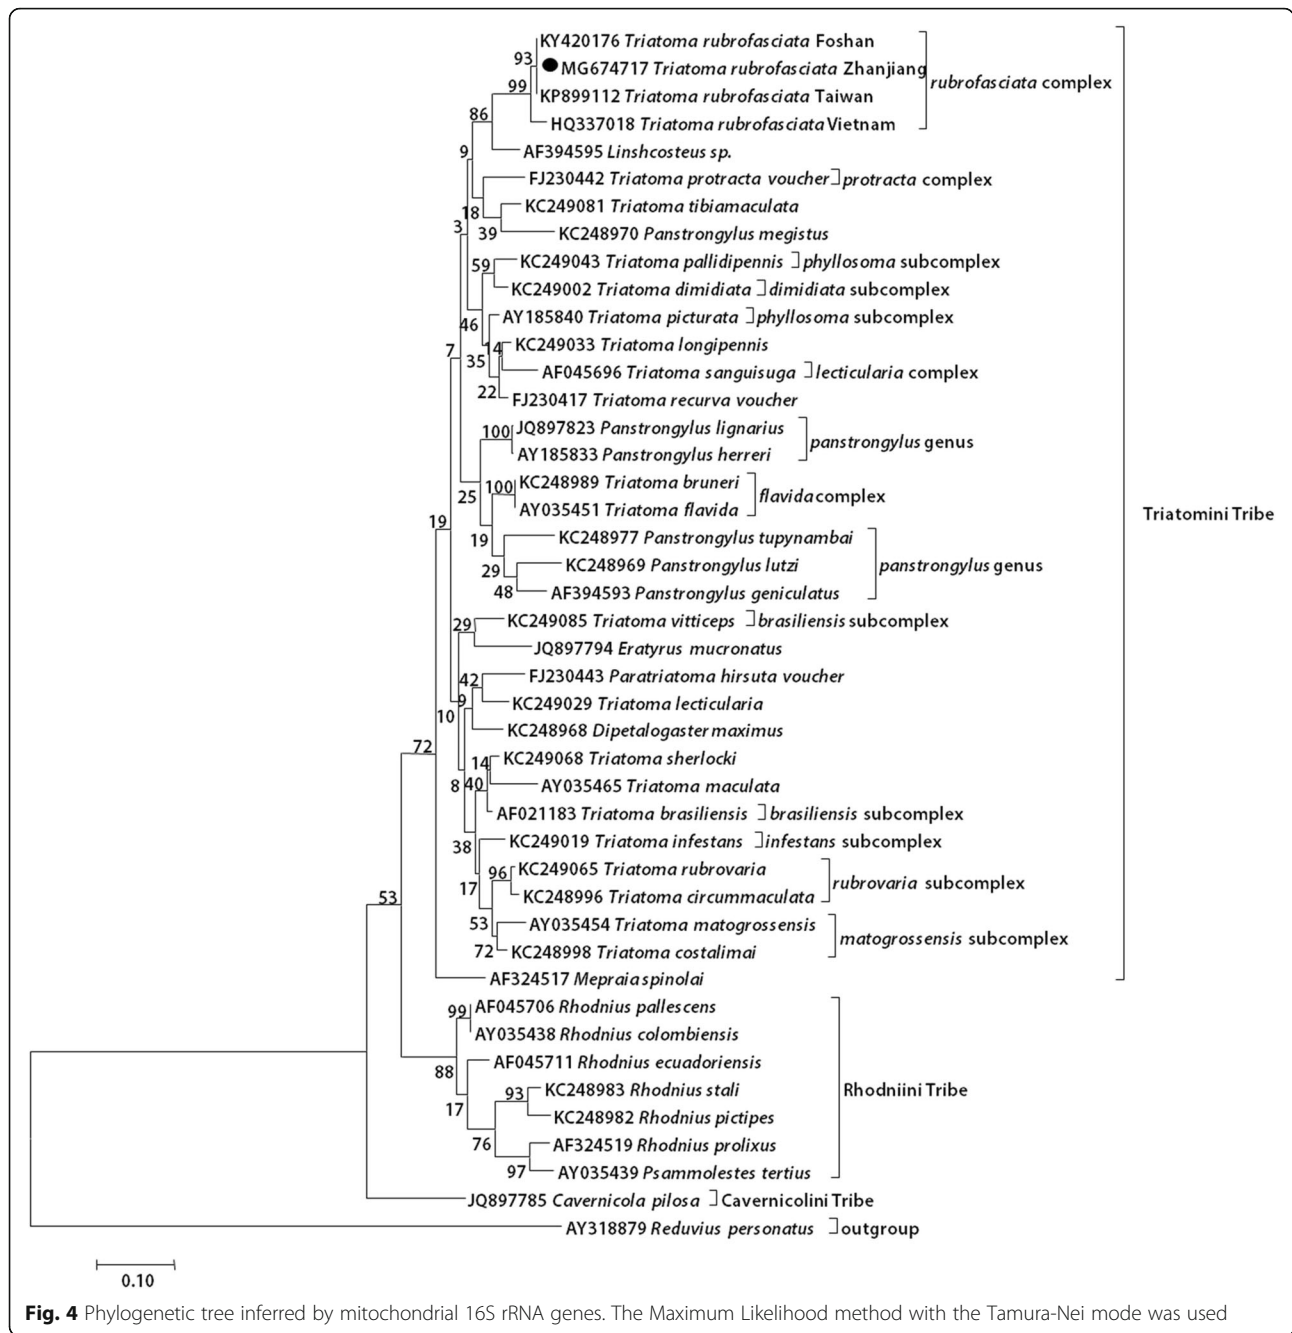 KY420176 Triatoma rubrofasciata Foshan
93
MG674717 Triatoma rubrofasciata Zhanjiang
rubrofasciata complex
99
KP899112 Triatoma rubrofasciata Taiwan
86
HQ337018 Triatoma rubrofasciata Vietnam
9
AF394595 Linshcosteus sp.
FJ230442 Triatoma protracta voucher
protracta complex
KC249081 Triatoma tibiamaculata
18
3
39
KC248970 Panstrongylus megistus
59
KC249043 Triatoma pallidipennis
phyllosoma subcomplex
KC249002 Triatoma dimidiata
dimidiata subcomplex
46
AY185840 Triatoma picturata
phyllosoma subcomplex
7
14
KC249033 Triatoma longipennis
35
AF045696 Triatoma sanguisuga
lecticularia complex
22
FJ230417 Triatoma recurva voucher
100
JQ897823 Panstrongylus lignarius
panstrongylus genus
AY185833 Panstrongylus herreri
100
KC248989 Triatoma bruneri
25
flavida complex
AY035451 Triatoma flavida
Triatomini Tribe
19
19
KC248977 Panstrongylus tupynambai
29
KC248969 Panstrongylus lutzi
panstrongylus genus
48
AF394593 Panstrongylus geniculatus
29
KC249085 Triatoma vitticeps
brasiliensis subcomplex
JQ897794 Eratyrus mucronatus
42
FJ230443 Paratriatoma hirsuta voucher
9
KC249029 Triatoma lecticularia
10
KC248968 Dipetalogaster maximus
72
14
KC249068 Triatoma sherlocki
8
40
AY035465 Triatoma maculata
AF021183 Triatoma brasiliensis
brasiliensis subcomplex
38
KC249019 Triatoma infestans
infestans subcomplex
96
KC249065 Triatoma rubrovaria
17
rubrovaria subcomplex
53
KC248996 Triatoma circummaculata
53
AY035454 Triatoma matogrossensis
matogrossensis subcomplex
72
KC248998 Triatoma costalimai
AF324517 Mepraia spinolai
99
AF045706 Rhodnius pallescens
AY035438 Rhodnius colombiensis
88
AF045711 Rhodnius ecuadoriensis
93
KC248983 Rhodnius stali
Rhodniini Tribe
17
KC248982 Rhodnius pictipes
76
AF324519 Rhodnius prolixus
97
AY035439 Psammolestes tertius
JQ897785 Cavernicola pilosa
Cavernicolini Tribe
AY318879 Reduvius personatus
outgroup
0.10
Fig. 4 Phylogenetic tree inferred by mitochondrial 16S rRNA genes. The Maximum Likelihood method with the Tamura-Nei mode was used